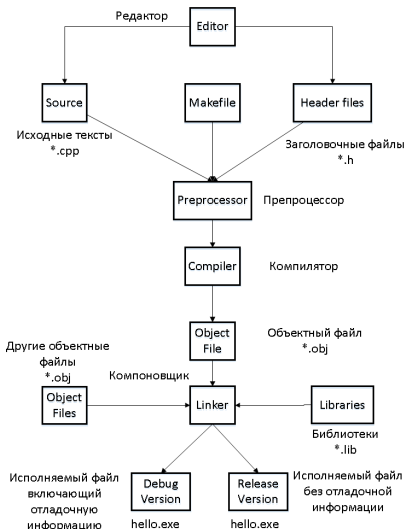 Редактор
Editor
Source
Makefile
Header files
Исходные тексты
*.cpp
Заголовочные файлы
*.h
Preprocessor
Препроцессор
Compiler
Компилятор
Object
File
Объектный файл
*.obj
Другие объектные
файлы
*.obj
Компоновщик
Object
Files
Linker
Libraries
Библиотеки
*.lib
Исполняемый файл
включающий
отладочную
информацию
Debug
Version
hello.exe
Release
Version
hello.exe
Исполняемый файл
без отладочной
информации